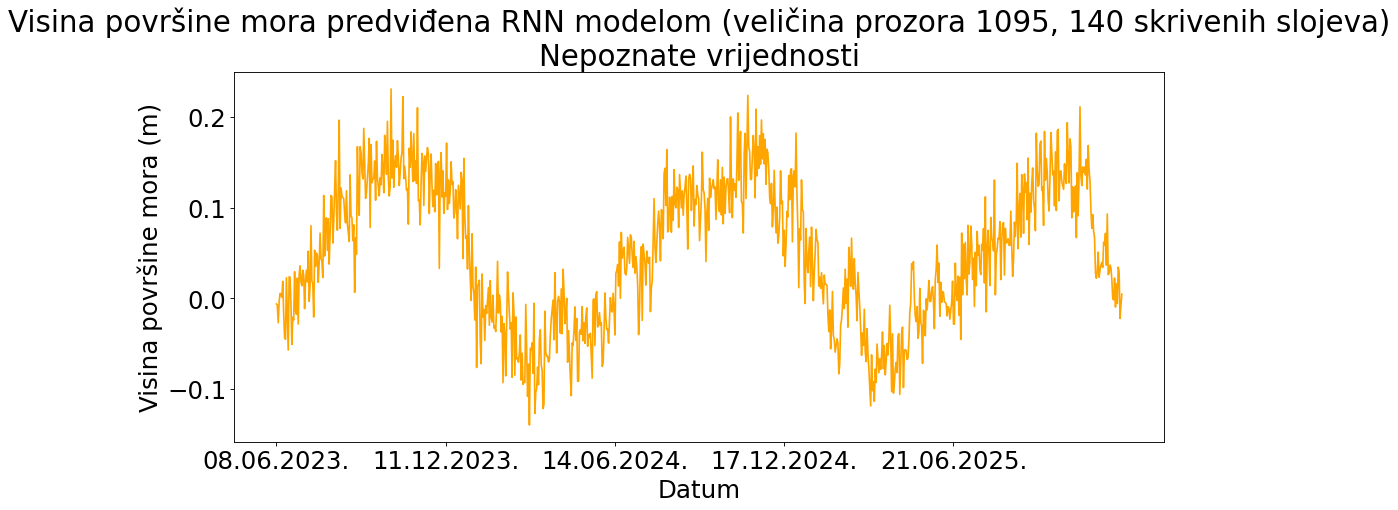 Visina površine mora predviđena RNN modelom (veličina prozora 1095, 140 skrivenih slojeva)
Nepoznate vrijednosti
Visina površine mora (m)
0.2
0.1
0.0
−0.1
08.06.2023. 11.12.2023. 14.06.2024. 17.12.2024. 21.06.2025.
Datum